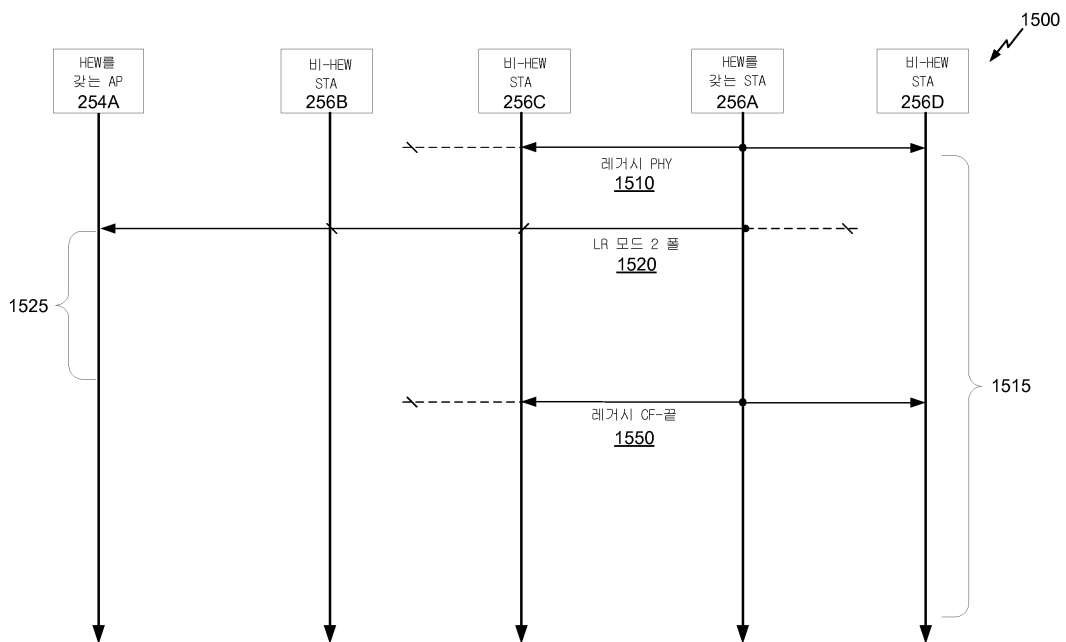 1500
HEW를
갖는 AP
254A
비-HEW
STA
256B
비-HEW
STA
256C
HEW를
갖는 STA
256A
비-HEW
STA
256D
레거시 PHY
1510
LR 모드 2 폴
1520
1525
1515
레거시 CF-끝
1550